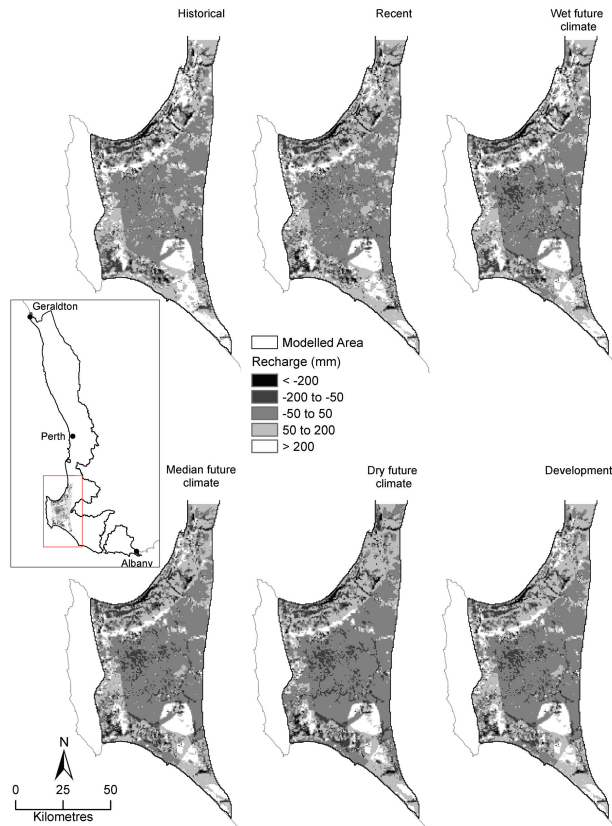 Historical
Recent
Wet future
climate
Geraldton
Perth
Albany
Modelled Area
Recharge (mm)
< -200
-200 to -50
-50 to 50
50 to 200
> 200
Median future
climate
Dry future
climate
Development
N
0 25 50
Kilometres